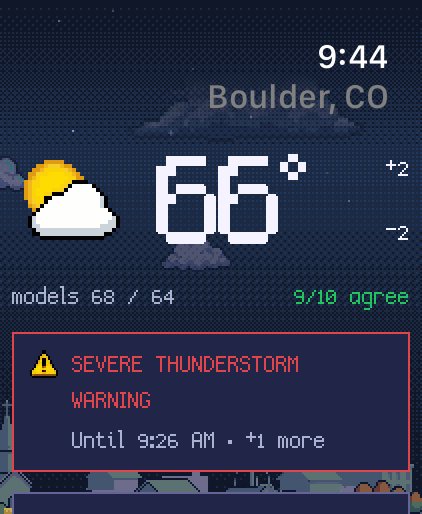 9:44
Boulder, CO
66°
+2
-2
models 68 / 64
9/10 agree
SEVERE THUNDERSTORM
WARNING
Until 9:26 AM · +1 more